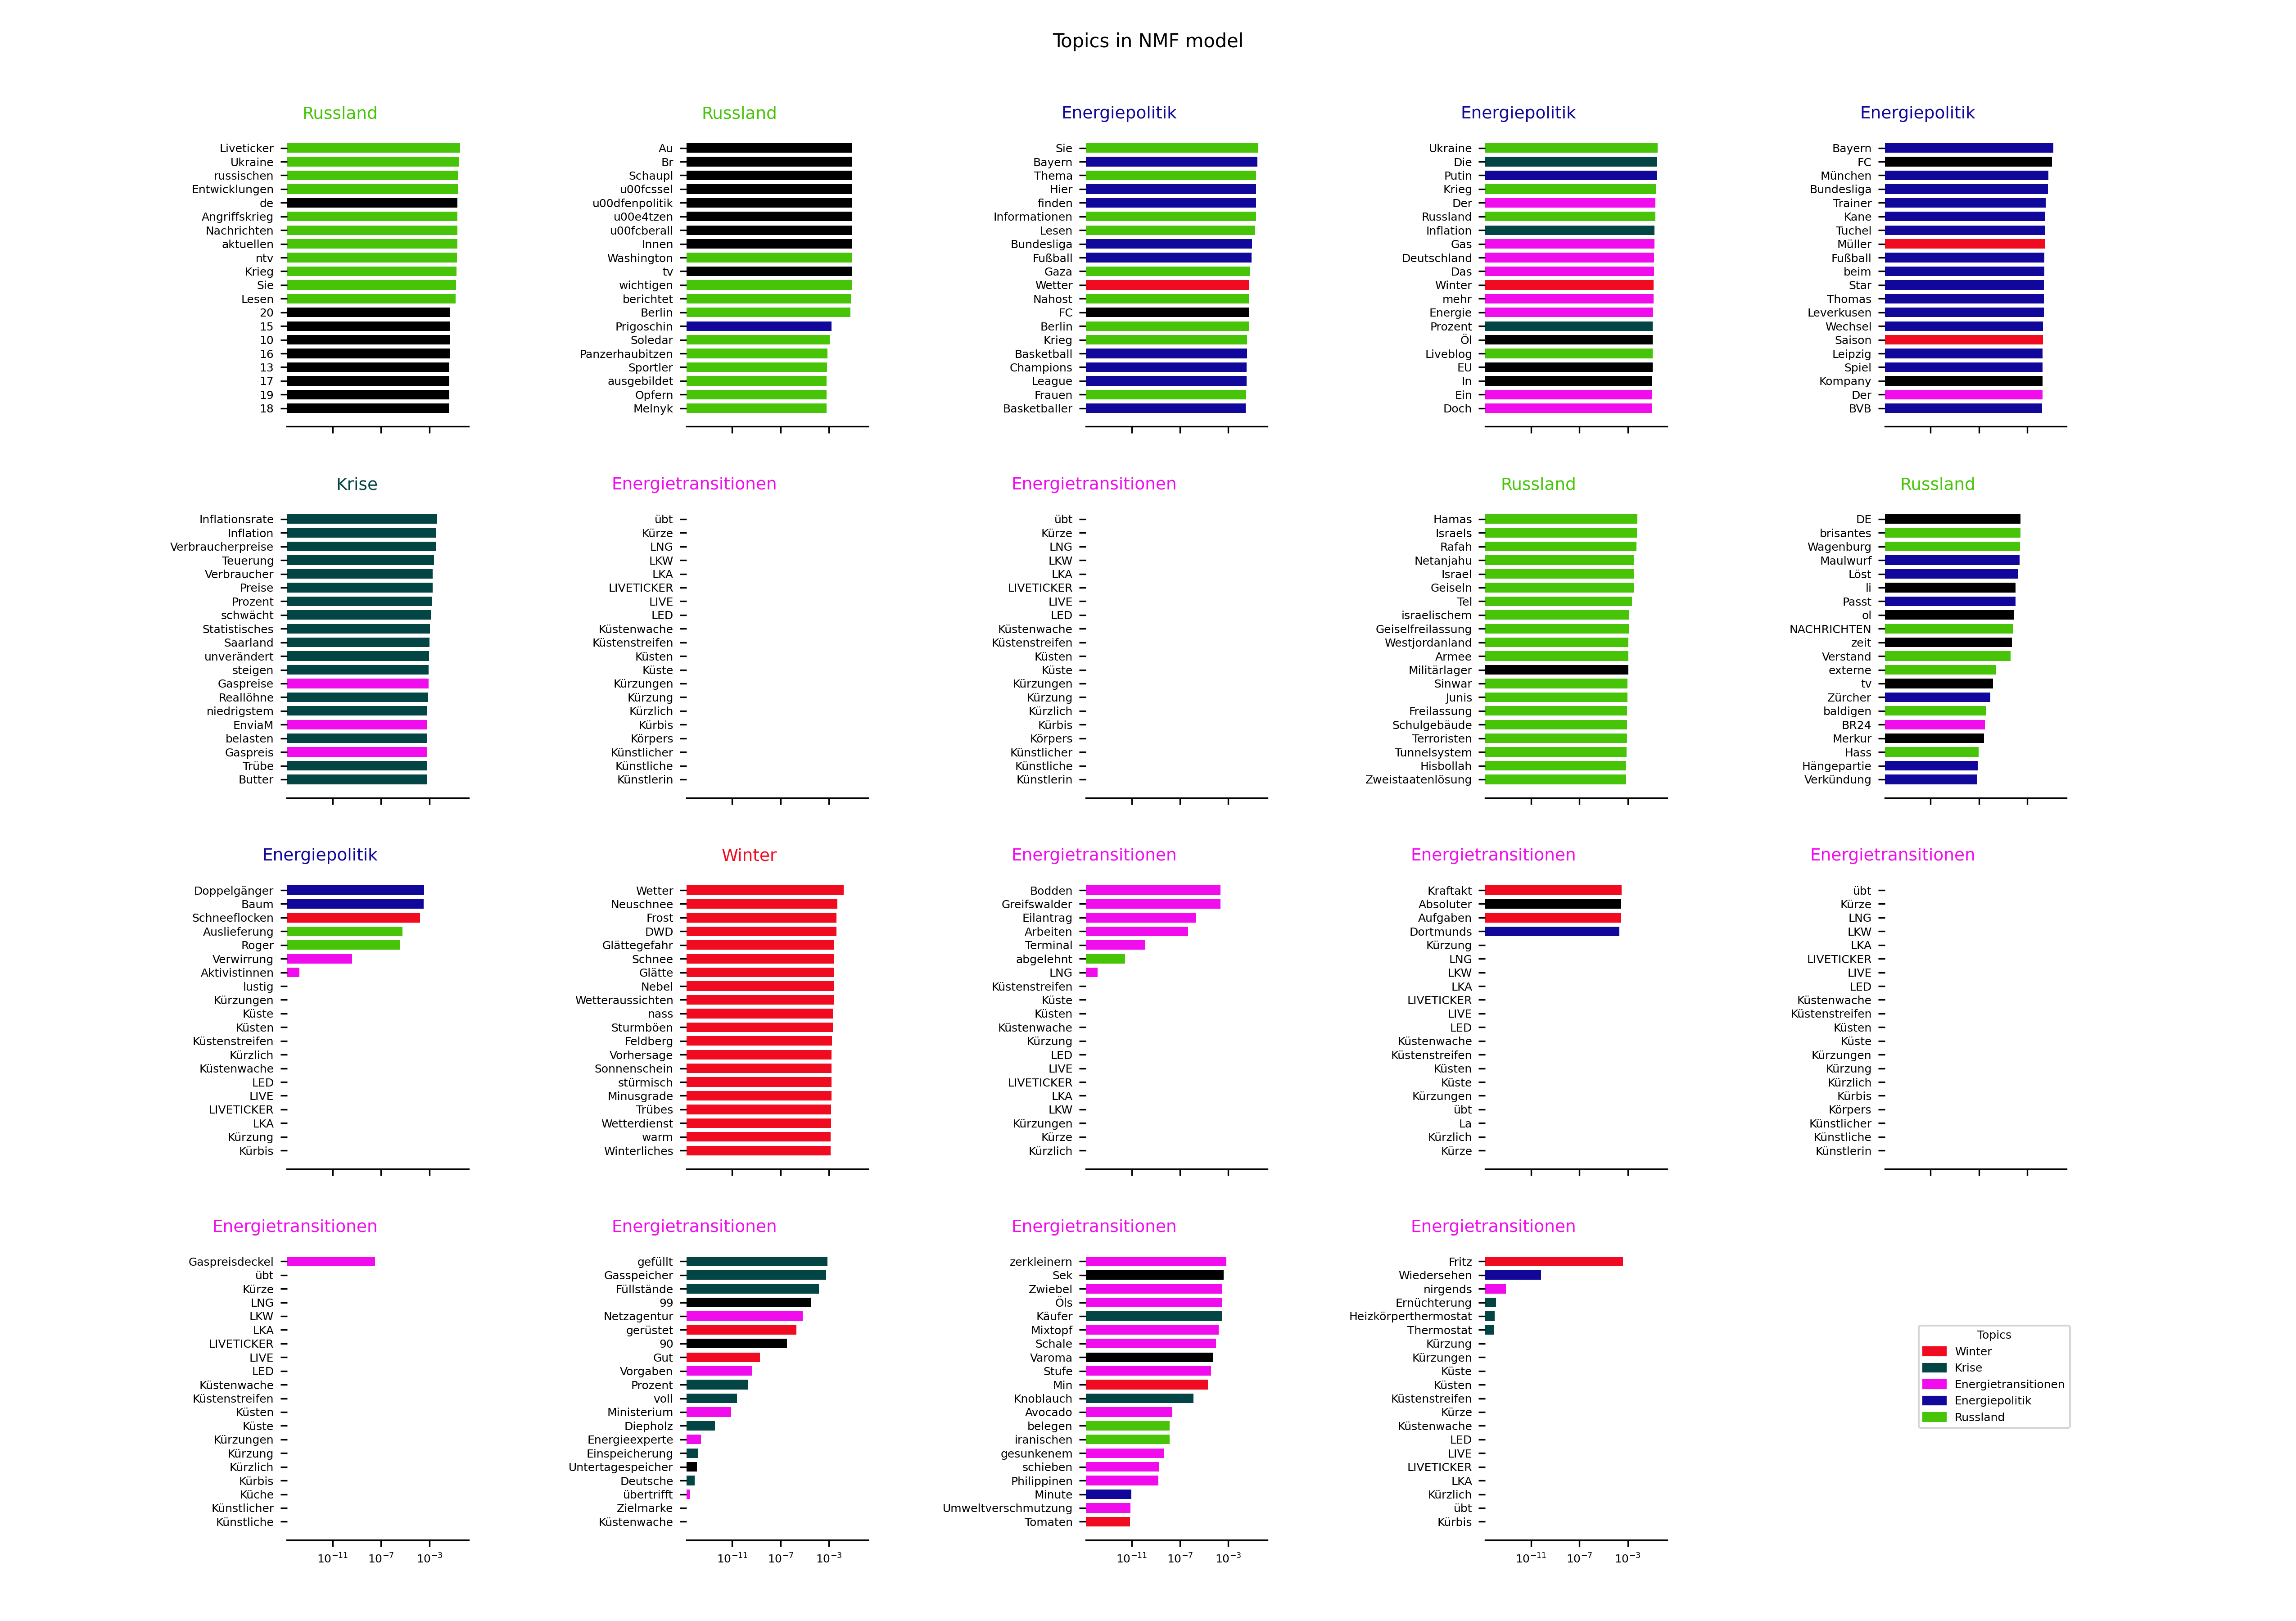 Topics in NMF model
Russland
Liveticker
Ukraine
russischen
Entwicklungen
de
Angriffskrieg
Nachrichten
aktuellen
ntv
Krieg
Sie
Lesen
20
15
10
16
13
17
19
18
Russland
Au
Br
Schaupl
u00fcssel
u00dfenpolitik
u00e4tzen
u00fcberall
Innen
Washington
tv
wichtigen
berichtet
Berlin
Prigoschin
Soledar
Panzerhaubitzen
Sportler
ausgebildet
Opfern
Melnyk
Energiepolitik
Sie
Bayern
Thema
Hier
finden
Informationen
Lesen
Bundesliga
Fußball
Gaza
Wetter
Nahost
FC
Berlin
Krieg
Basketball
Champions
League
Frauen
Basketballer
Energiepolitik
Ukraine
Die
Putin
Krieg
Der
Russland
Inflation
Gas
Deutschland
Das
Winter
mehr
Energie
Prozent
Öl
Liveblog
EU
In
Ein
Doch
Energiepolitik
Bayern
FC
München
Bundesliga
Trainer
Kane
Tuchel
Müller
Fußball
beim
Star
Thomas
Leverkusen
Wechsel
Saison
Leipzig
Spiel
Kompany
Der
BVB
Krise
Inflationsrate
Inflation
Verbraucherpreise
Teuerung
Verbraucher
Preise
Prozent
schwächt
Statistisches
Saarland
unverändert
steigen
Gaspreise
Reallöhne
niedrigstem
EnviaM
belasten
Gaspreis
Trübe
Butter
Energietransitionen
übt
Kürze
LNG
LKW
LKA
LIVETICKER
LIVE
LED
Küstenwache
Küstenstreifen
Küsten
Küste
Kürzungen
Kürzung
Kürzlich
Kürbis
Körpers
Künstlicher
Künstliche
Künstlerin
Energietransitionen
übt
Kürze
LNG
LKW
LKA
LIVETICKER
LIVE
LED
Küstenwache
Küstenstreifen
Küsten
Küste
Kürzungen
Kürzung
Kürzlich
Kürbis
Körpers
Künstlicher
Künstliche
Künstlerin
Russland
Hamas
Israels
Rafah
Netanjahu
Israel
Geiseln
Tel
israelischem
Geiselfreilassung
Westjordanland
Armee
Militärlager
Sinwar
Junis
Freilassung
Schulgebäude
Terroristen
Tunnelsystem
Hisbollah
Zweistaatenlösung
Russland
DE
brisantes
Wagenburg
Maulwurf
Löst
li
Passt
ol
NACHRICHTEN
zeit
Verstand
externe
tv
Zürcher
baldigen
BR24
Merkur
Hass
Hängepartie
Verkündung
Energiepolitik
Doppelgänger
Baum
Schneeflocken
Auslieferung
Roger
Verwirrung
Aktivistinnen
lustig
Kürzungen
Küste
Küsten
Küstenstreifen
Kürzlich
Küstenwache
LED
LIVE
LIVETICKER
LKA
Kürzung
Kürbis
Winter
Wetter
Neuschnee
Frost
DWD
Glättegefahr
Schnee
Glätte
Nebel
Wetteraussichten
nass
Sturmböen
Feldberg
Vorhersage
Sonnenschein
stürmisch
Minusgrade
Trübes
Wetterdienst
warm
Winterliches
Energietransitionen
Bodden
Greifswalder
Eilantrag
Arbeiten
Terminal
abgelehnt
LNG
Küstenstreifen
Küste
Küsten
Küstenwache
Kürzung
LED
LIVE
LIVETICKER
LKA
LKW
Kürzungen
Kürze
Kürzlich
Energietransitionen
Kraftakt
Absoluter
Aufgaben
Dortmunds
Kürzung
LNG
LKW
LKA
LIVETICKER
LIVE
LED
Küstenwache
Küstenstreifen
Küsten
Küste
Kürzungen
übt
La
Kürzlich
Kürze
Energietransitionen
übt
Kürze
LNG
LKW
LKA
LIVETICKER
LIVE
LED
Küstenwache
Küstenstreifen
Küsten
Küste
Kürzungen
Kürzung
Kürzlich
Kürbis
Körpers
Künstlicher
Künstliche
Künstlerin
Energietransitionen
Gaspreisdeckel
übt
Kürze
LNG
LKW
LKA
LIVETICKER
LIVE
LED
Küstenwache
Küstenstreifen
Küsten
Küste
Kürzungen
Kürzung
Kürzlich
Kürbis
Küche
Künstlicher
Künstliche
10⁻¹¹ 10⁻⁷ 10⁻³
Energietransitionen
gefüllt
Gasspeicher
Füllstände
99
Netzagentur
gerüstet
90
Gut
Vorgaben
Prozent
voll
Ministerium
Diepholz
Energieexperte
Einspeicherung
Untertagespeicher
Deutsche
übertrifft
Zielmarke
Küstenwache
10⁻¹¹ 10⁻⁷ 10⁻³
Energietransitionen
zerkleinern
Sek
Zwiebel
Öls
Käufer
Mixtopf
Schale
Varoma
Stufe
Min
Knoblauch
Avocado
belegen
iranischen
gesunkenem
schieben
Philippinen
Minute
Umweltverschmutzung
Tomaten
10⁻¹¹ 10⁻⁷ 10⁻³
Energietransitionen
Fritz
Wiedersehen
nirgends
Ernüchterung
Heizkörperthermostat
Thermostat
Kürzung
Kürzungen
Küste
Küsten
Küstenstreifen
Kürze
Küstenwache
LED
LIVE
LIVETICKER
LKA
Kürzlich
übt
Kürbis
10⁻¹¹ 10⁻⁷ 10⁻³
Topics
Winter
Krise
Energietransitionen
Energiepolitik
Russland